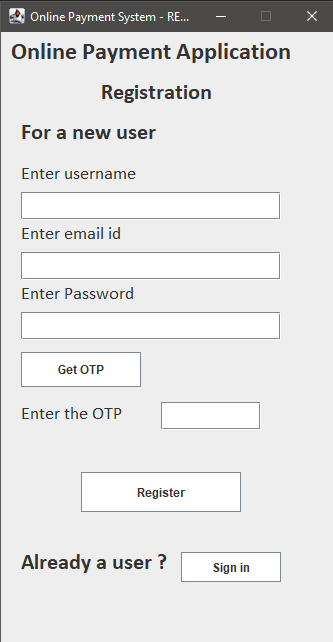 Online Payment System - RE...
Online Payment Application
Registration
For a new user
Enter username
Enter email id
Enter Password
Get OTP
Enter the OTP
Register
Already a user ? Sign in